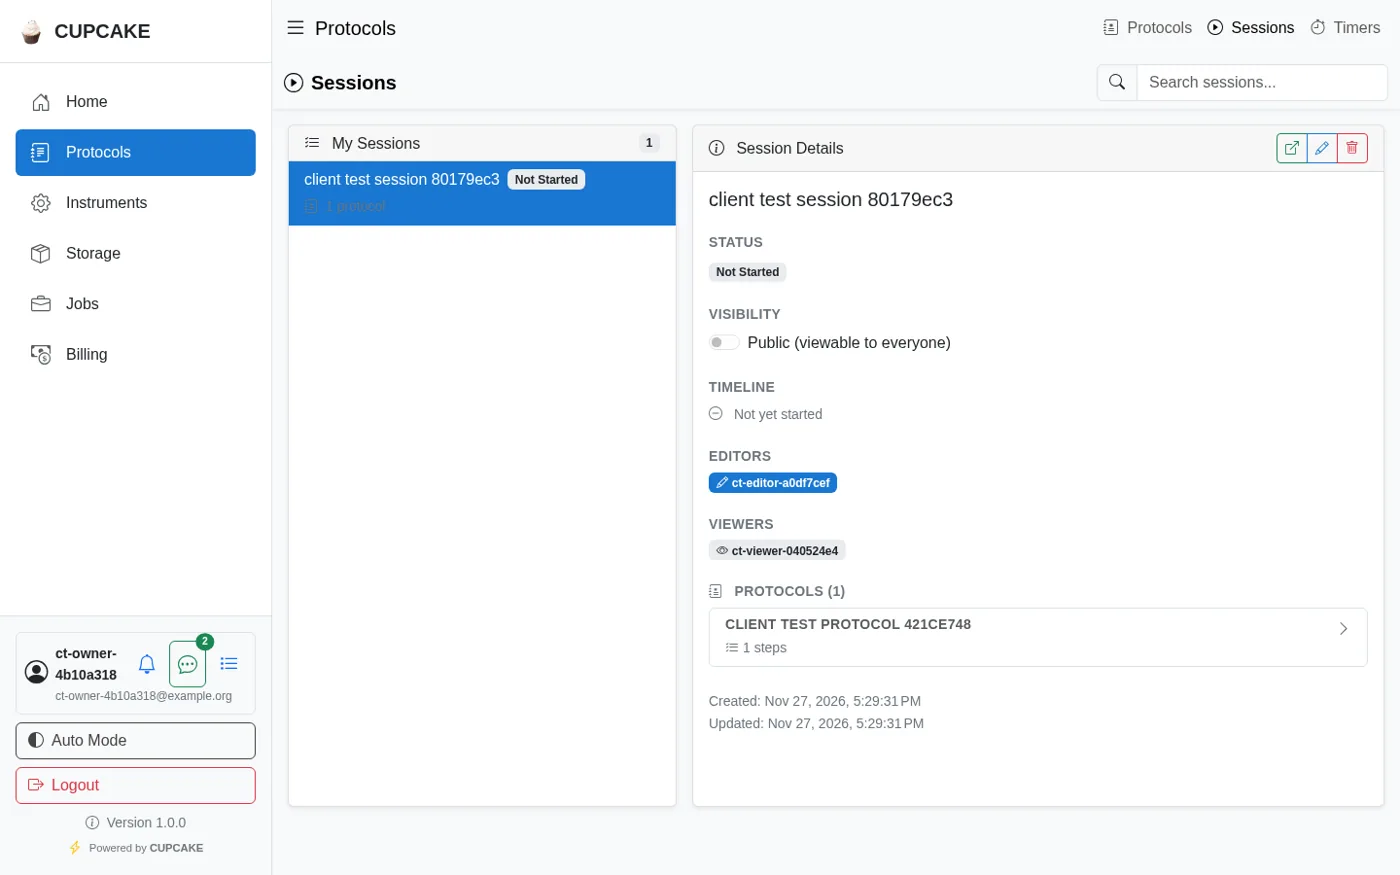 CUPCAKE
Home
Protocols
Instruments
Storage
Jobs
Billing
2
ct-owner-4b10a318
ct-owner-4b10a318@example.org
Auto Mode
Logout
Version 1.0.0
Powered by CUPCAKE
Protocols
Protocols
Sessions
Timers
Sessions
Search sessions...
My Sessions
1
client test session 80179ec3
Not Started
1 protocol
Session Details
client test session 80179ec3
STATUS
Not Started
VISIBILITY
Public (viewable to everyone)
TIMELINE
Not yet started
EDITORS
ct-editor-a0df7cef
VIEWERS
ct-viewer-040524e4
PROTOCOLS (1)
CLIENT TEST PROTOCOL 421CE748
1 steps
Created: Nov 27, 2026, 5:29:31 PM
Updated: Nov 27, 2026, 5:29:31 PM